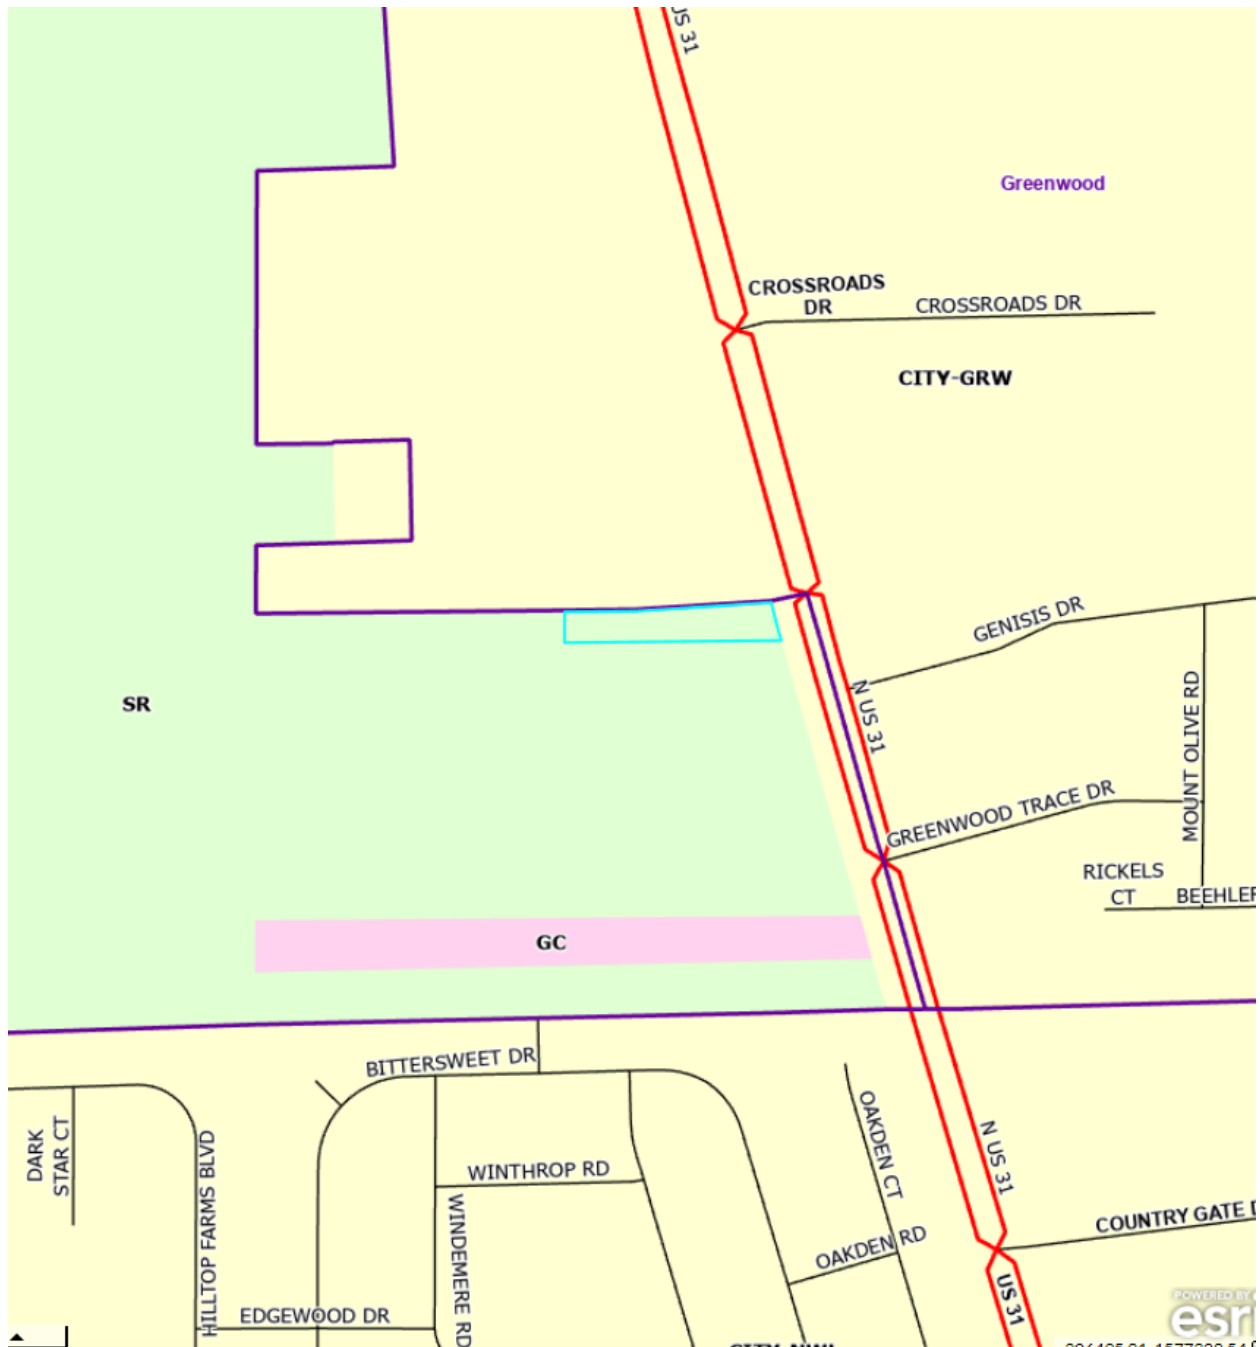 US 31
Greenwood
CROSSROADS
DR
CROSSROADS DR
CITY-GRW
GENISIS DR
SR
N US 31
MOUNT OLIVE RD
GREENWOOD TRACE DR
RICKELS
CT
BEEHLER
GC
BITTERSWEET DR
DARK
STAR CT
HILLTOP FARMS BLVD
WINTHROP RD
WINDEMERE RD
OAKDEN CT
N US 31
COUNTRY GATE D
OAKDEN RD
EDGEWOOD DR
US 31
POWERED BY
esri